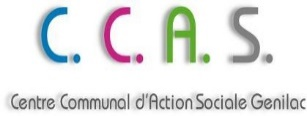 C. C. A. S.
Centre Communal d'Action Sociale Genilac